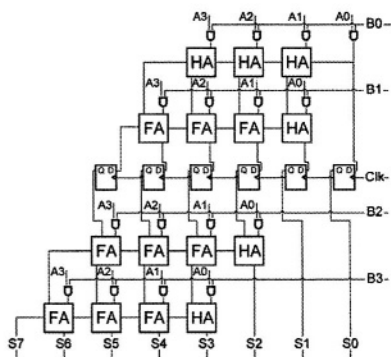 A3 A2 A1 A0 B0
HA HA HA
A3 A2 A1 A0 B1
FA FA FA HA
Q D Q D Q D Q D Q D Q D Clk
A3 A2 A1 A0 B2
FA FA FA HA
A3 A2 A1 A0 B3
FA FA FA HA
S7 S6 S5 S4 S3 S2 S1 S0